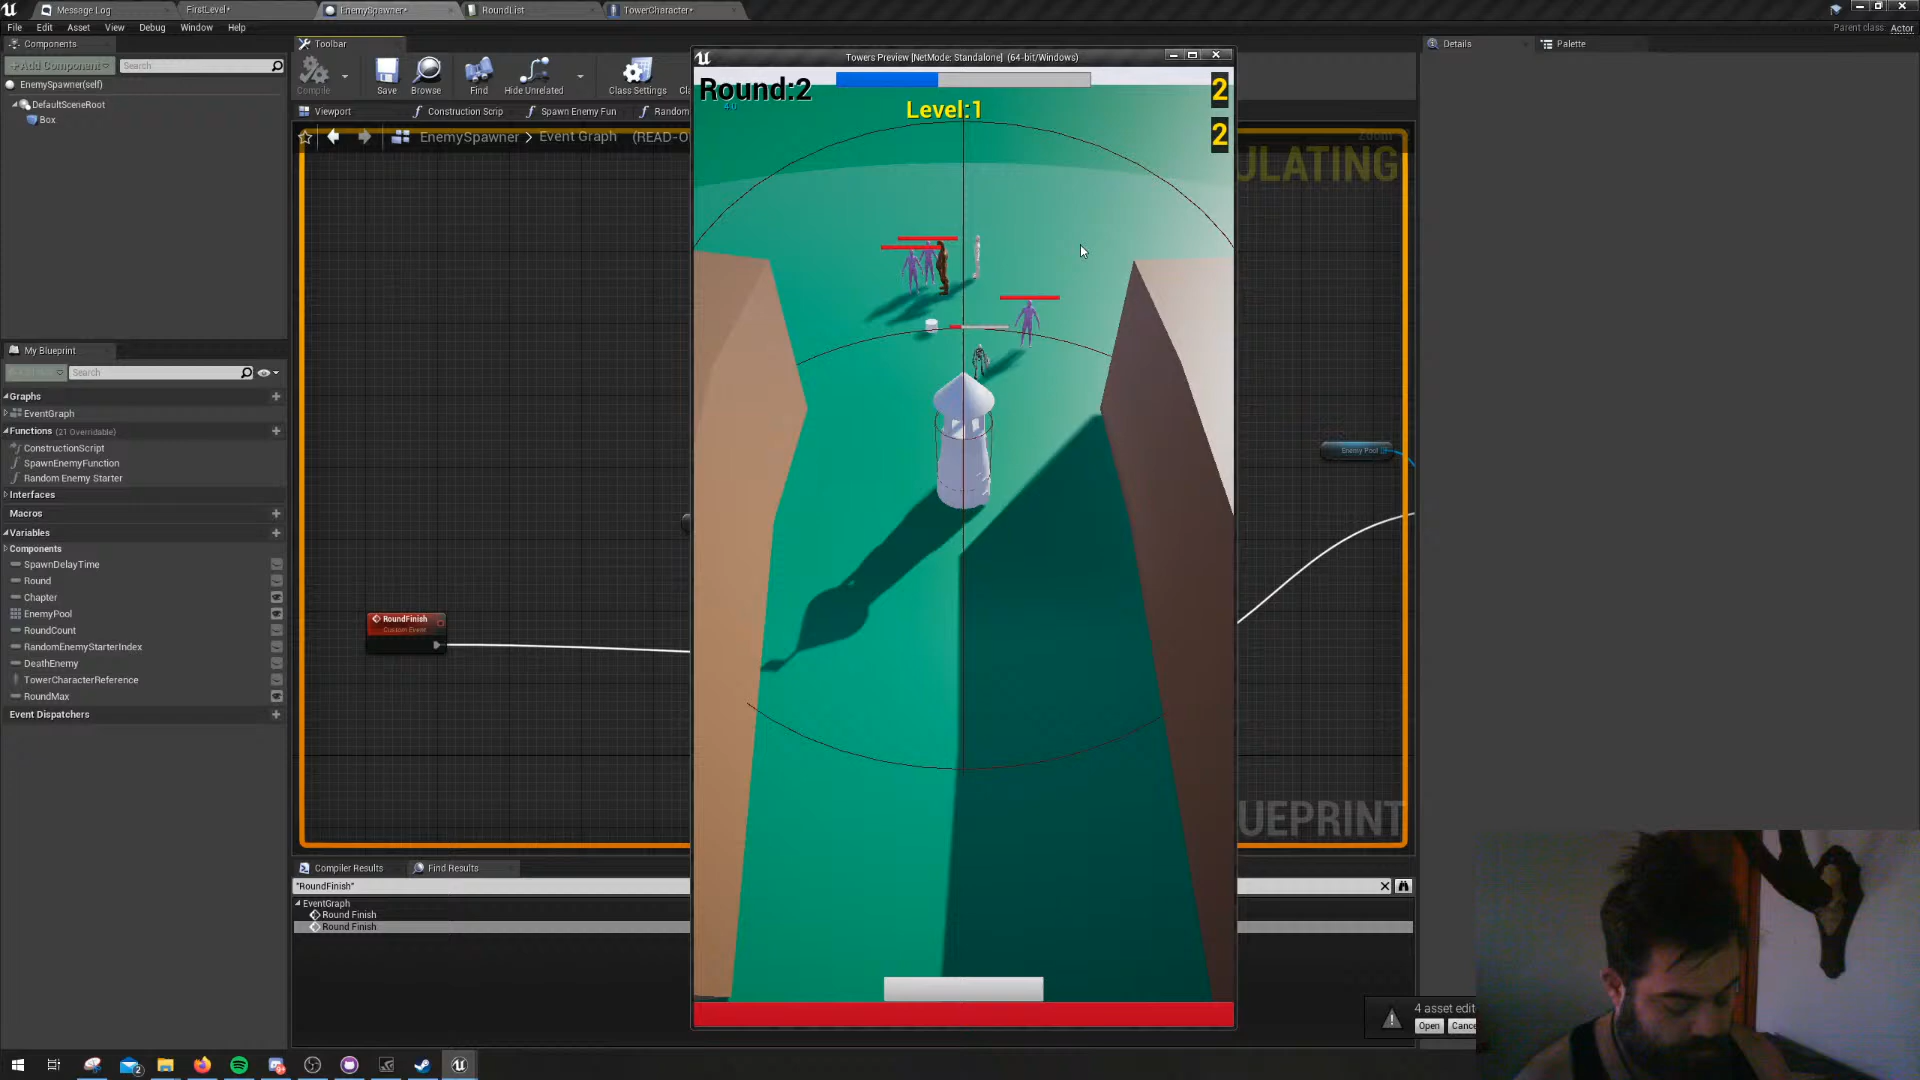 Message Log
FirstLevel*
EnemySpawner*
RoundList
TowerCharacter*
File Edit Asset View Debug Window Help
Parent class: Actor
Components
+Add Component
Search
EnemySpawner(self)
DefaultSceneRoot
Box
Toolbar
Compile
Save
Browse
Find
Hide Unrelated
Class Settings
Viewport
Construction Scrip
Spawn Enemy Fun
Random
EnemySpawner > Event Graph (READ-O
ULATING
Towers Preview [NetMode: Standalone] (64-bit/Windows)
Round:2
Level:1
2
2
Details
Palette
My Blueprint
Search
Graphs
EventGraph
Functions (21 Overridable)
ConstructionScript
SpawnEnemyFunction
Random Enemy Starter
Interfaces
Macros
Variables
Components
SpawnDelayTime
Round
Chapter
EnemyPool
RoundCount
RandomEnemyStarterIndex
DeathEnemy
TowerCharacterReference
RoundMax
Event Dispatchers
RoundFinish
Custom Event
Enemy Pool
UEPRINT
Compiler Results
Find Results
"RoundFinish"
EventGraph
Round Finish
Round Finish
4 asset edit
Open
Cance
2